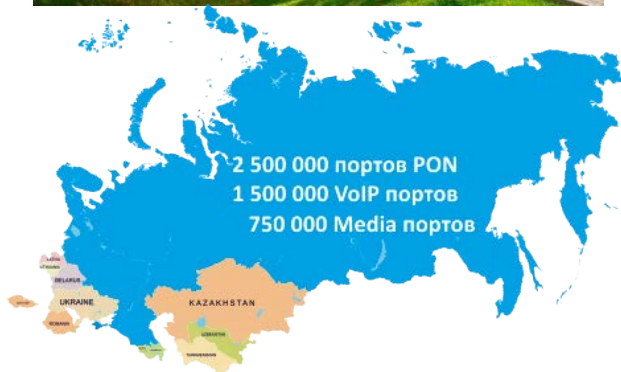 2 500 000 портов PON
1 500 000 VoIP портов
750 000 Media портов
BELARUS
UKRAINE
KAZAKHSTAN